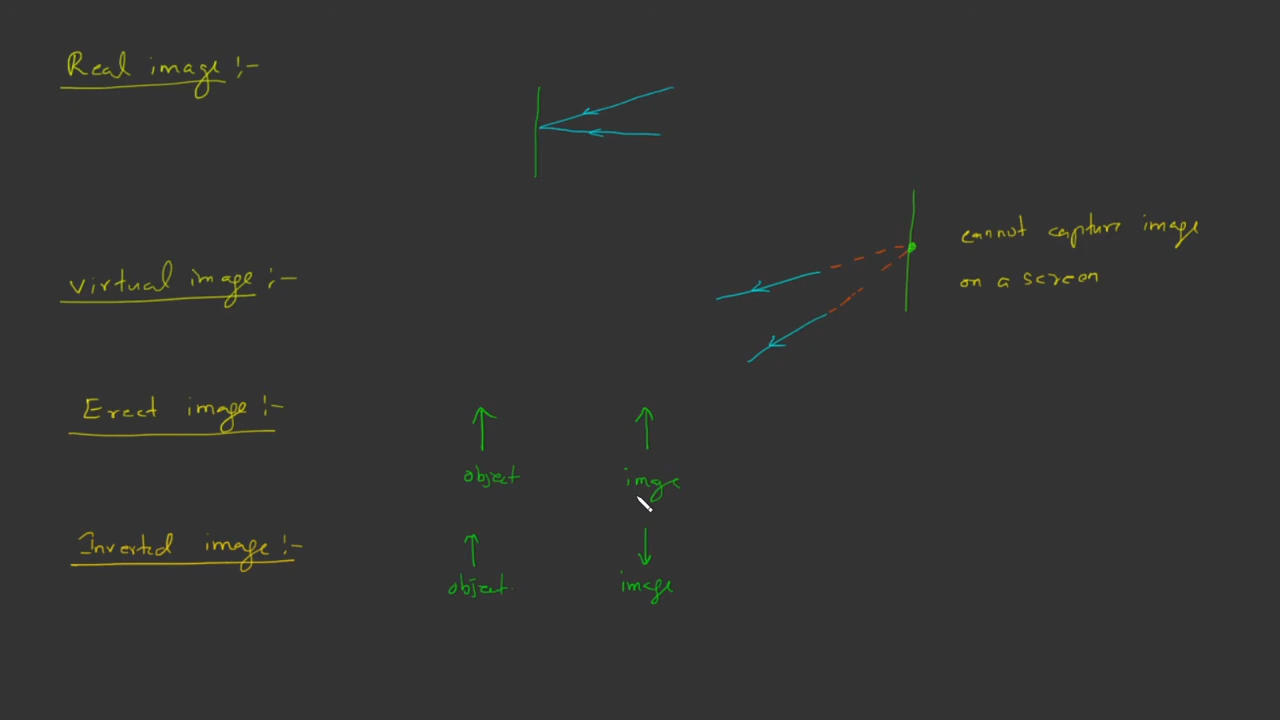 Real image :-
cannot capture image
on a screen
virtual image :-
Erect image :-
object image
Inverted image :-
object image